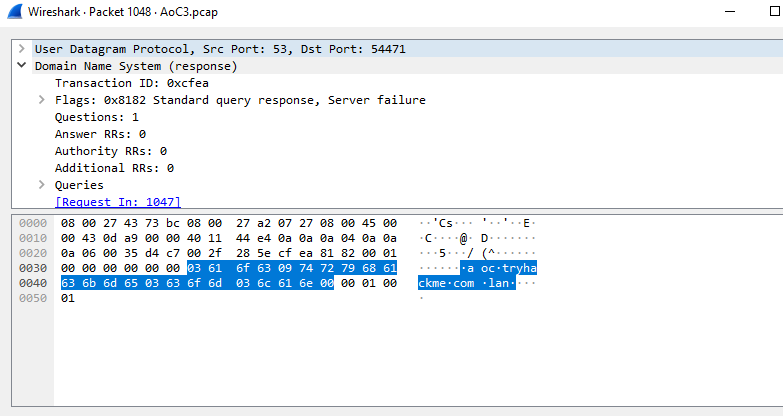 Wireshark · Packet 1048 · AoC3.pcap
> User Datagram Protocol, Src Port: 53, Dst Port: 54471
Domain Name System (response)
Transaction ID: 0xcfea
> Flags: 0x8182 Standard query response, Server failure
Questions: 1
Answer RRs: 0
Authority RRs: 0
Additional RRs: 0
> Queries
[Request In: 1047]
0000 08 00 27 43 73 bc 08 00 27 a2 07 27 08 00 45 00 ··'Cs··· '··'··E·
0010 00 43 0d a9 00 00 40 11 44 e4 0a 0a 0a 04 0a 0a ·C····@· D·······
0020 0a 06 00 35 d4 c7 00 2f 28 5e cf ea 81 82 00 01 ···5···/ (^······
0030 00 00 00 00 00 00 03 61 6f 63 09 74 72 79 68 61 ·······a oc·tryha
0040 63 6b 6d 65 03 63 6f 6d 03 6c 61 6e 00 00 01 00 ckme·com ·lan····
0050 01 ·